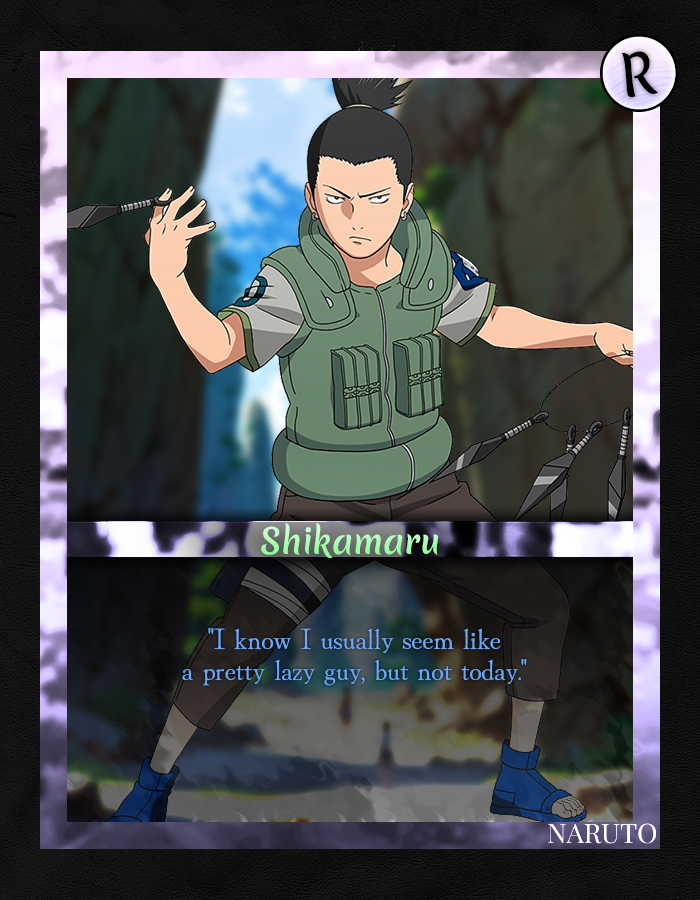 R
Shikamaru
"I know I usually seem like
a pretty lazy guy, but not today."
NARUTO